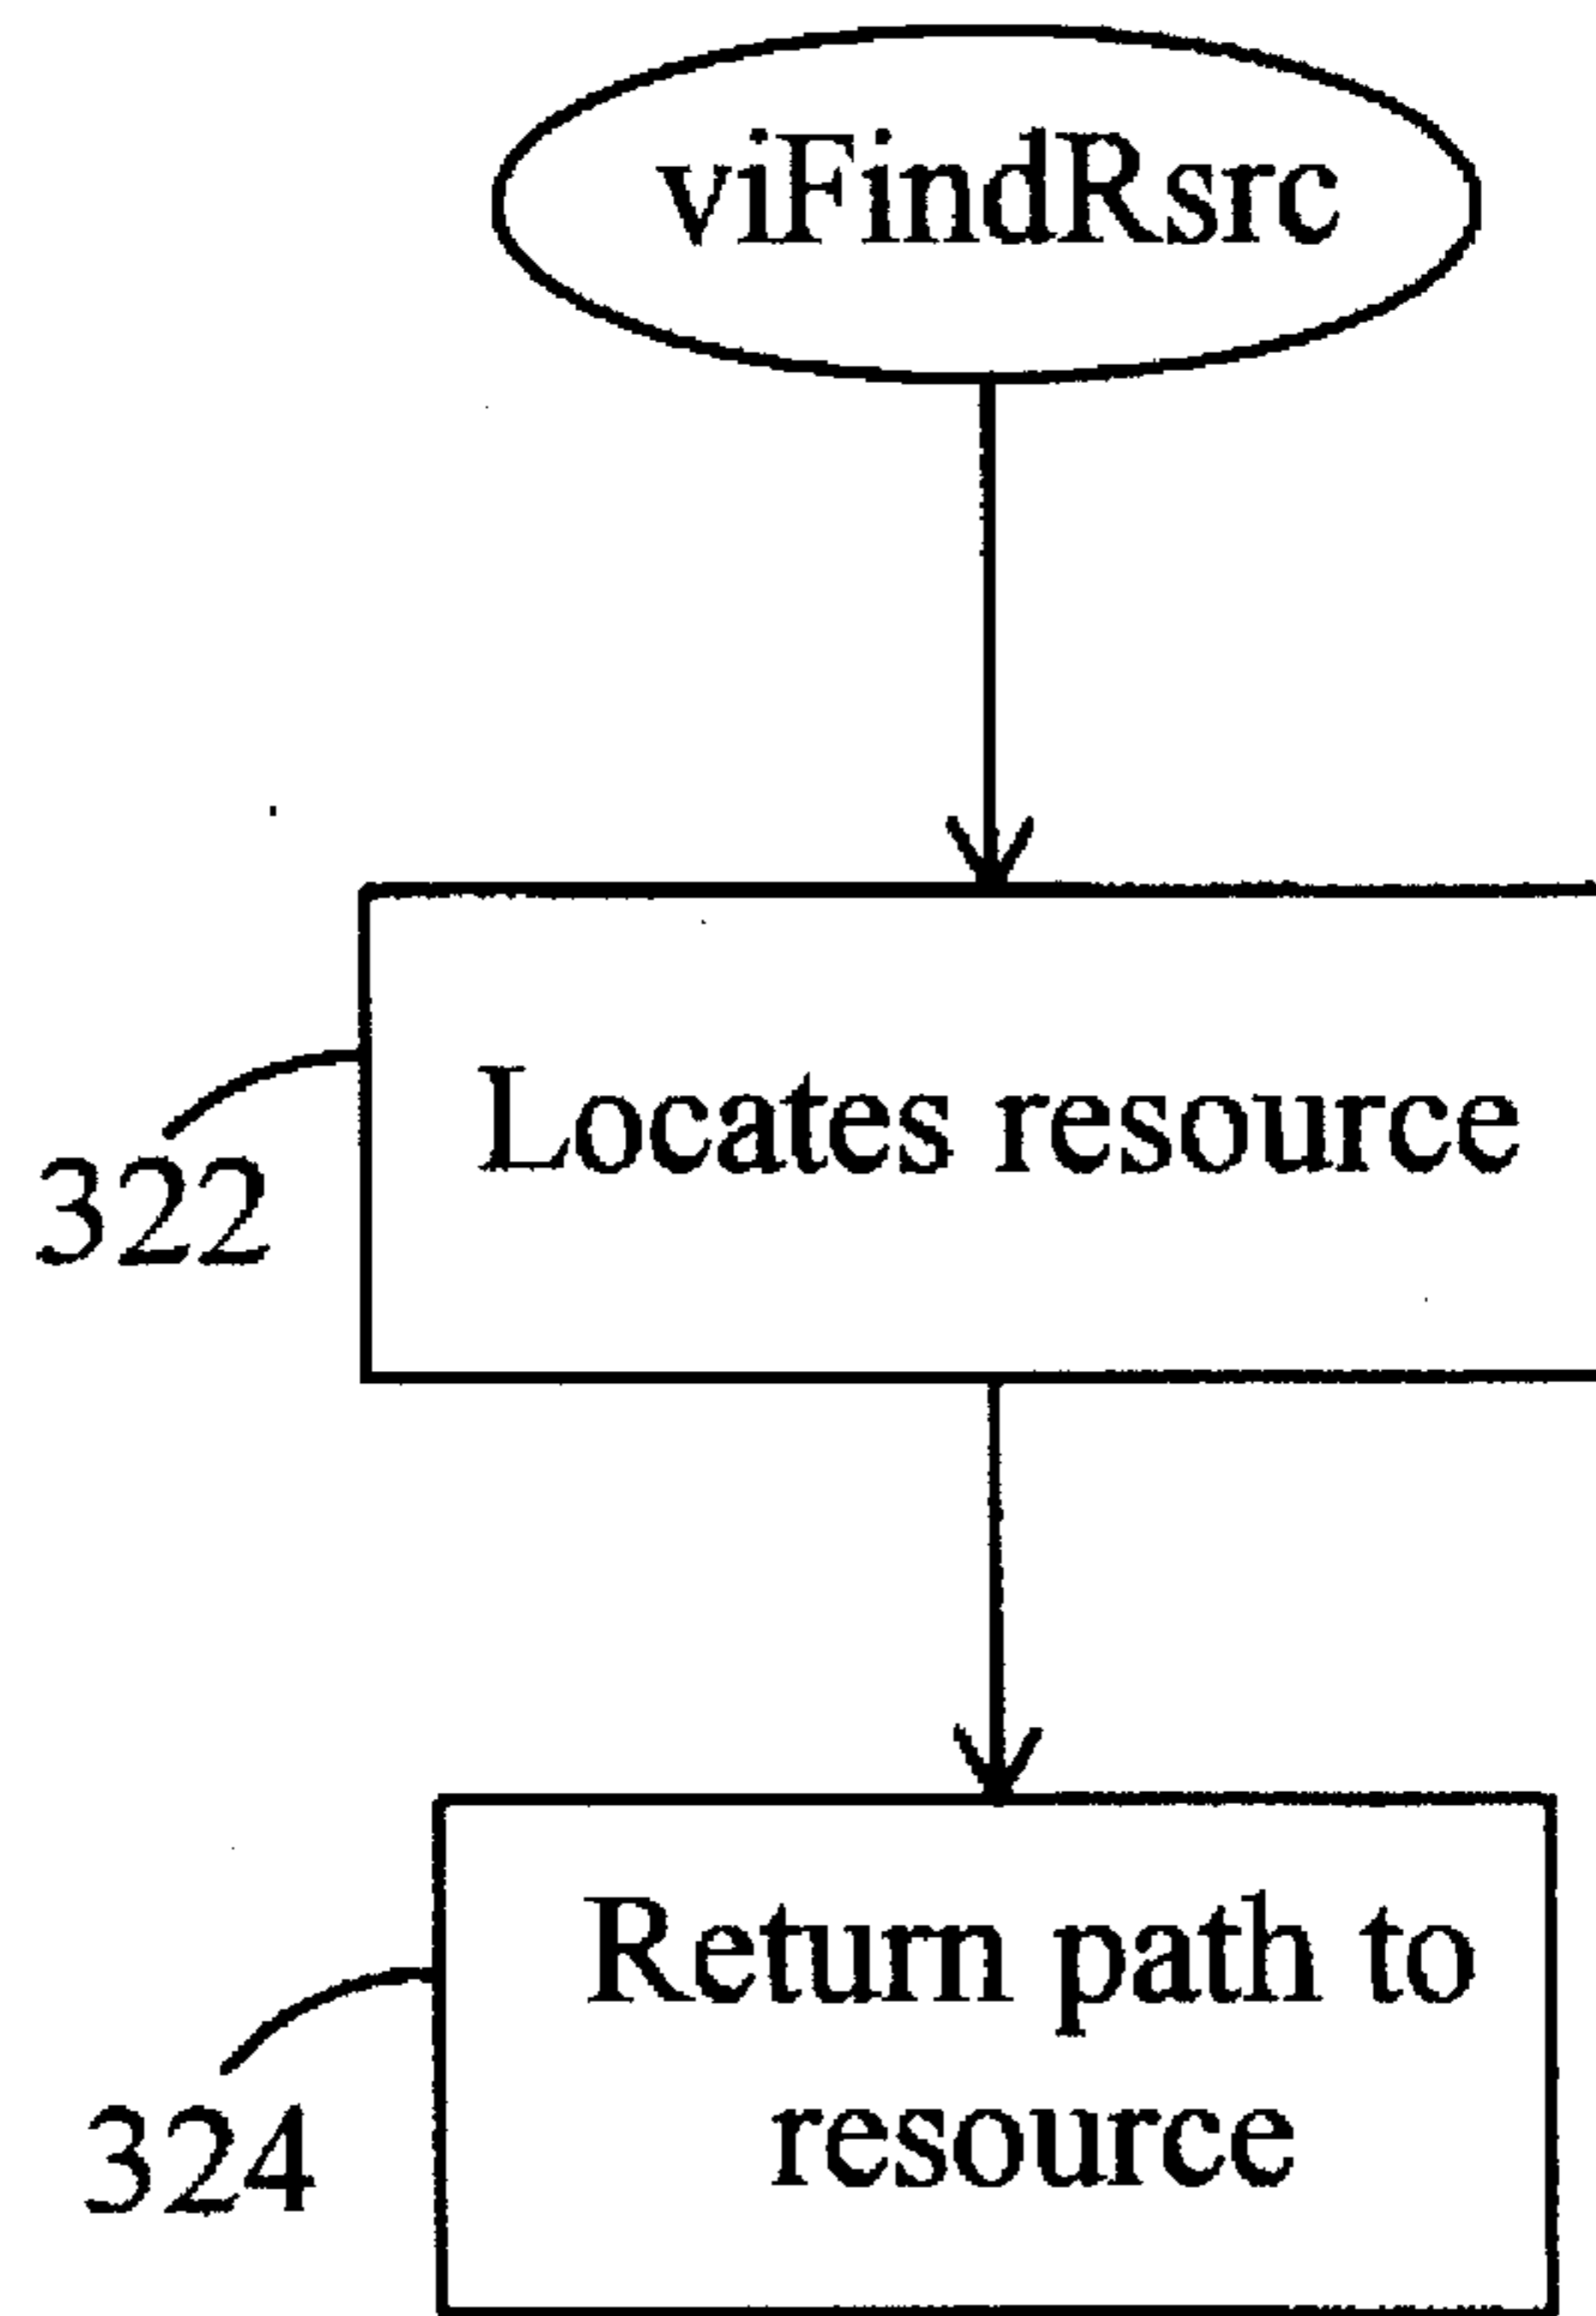 viFindRsrc
Locates resource
322
Return path to
resource
324